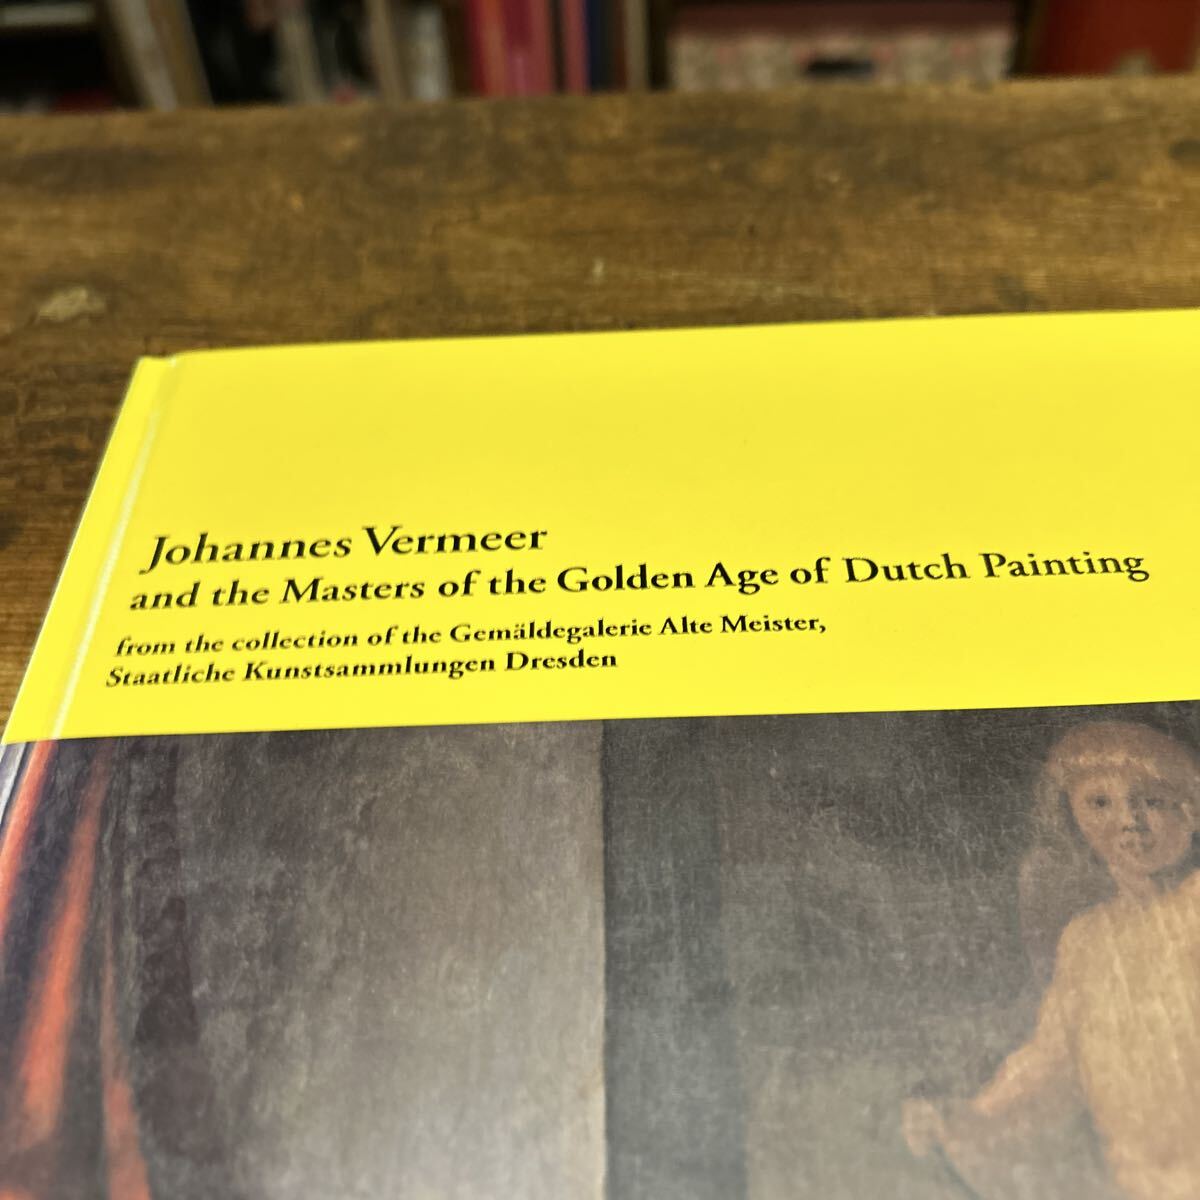 Johannes Vermeer
and the Masters of the Golden Age of Dutch Painting
from the collection of the Gemäldegalerie Alte Meister,
Staatliche Kunstsammlungen Dresden